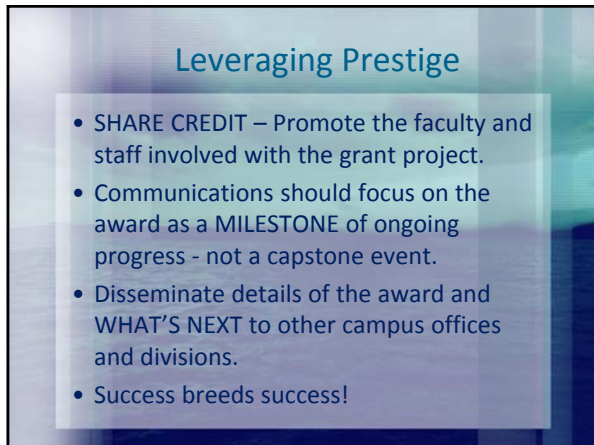 Leveraging Prestige
• SHARE CREDIT – Promote the faculty and
staff involved with the grant project.
• Communications should focus on the
award as a MILESTONE of ongoing
progress - not a capstone event.
• Disseminate details of the award and
WHAT'S NEXT to other campus offices
and divisions.
• Success breeds success!